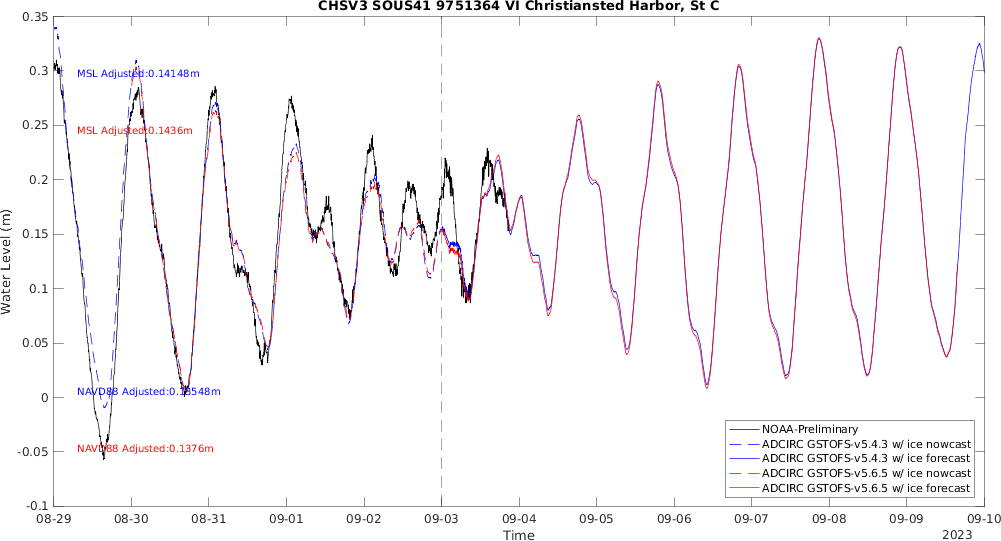 CHSV3 SOUS41 9751364 VI Christiansted Harbor, St C
0.35
0.3
0.25
0.2
0.15
0.1
0.05
0
-0.05
-0.1
Water Level (m)
MSL Adjusted:0.14148m
MSL Adjusted:0.1436m
NAVD88 Adjusted:0.13548m
NAVD88 Adjusted:0.1376m
NOAA-Preliminary
ADCIRC GSTOFS-v5.4.3 w/ ice nowcast
ADCIRC GSTOFS-v5.4.3 w/ ice forecast
ADCIRC GSTOFS-v5.6.5 w/ ice nowcast
ADCIRC GSTOFS-v5.6.5 w/ ice forecast
08-29 08-30 08-31 09-01 09-02 09-03 09-04 09-05 09-06 09-07 09-08 09-09 09-10
Time
2023